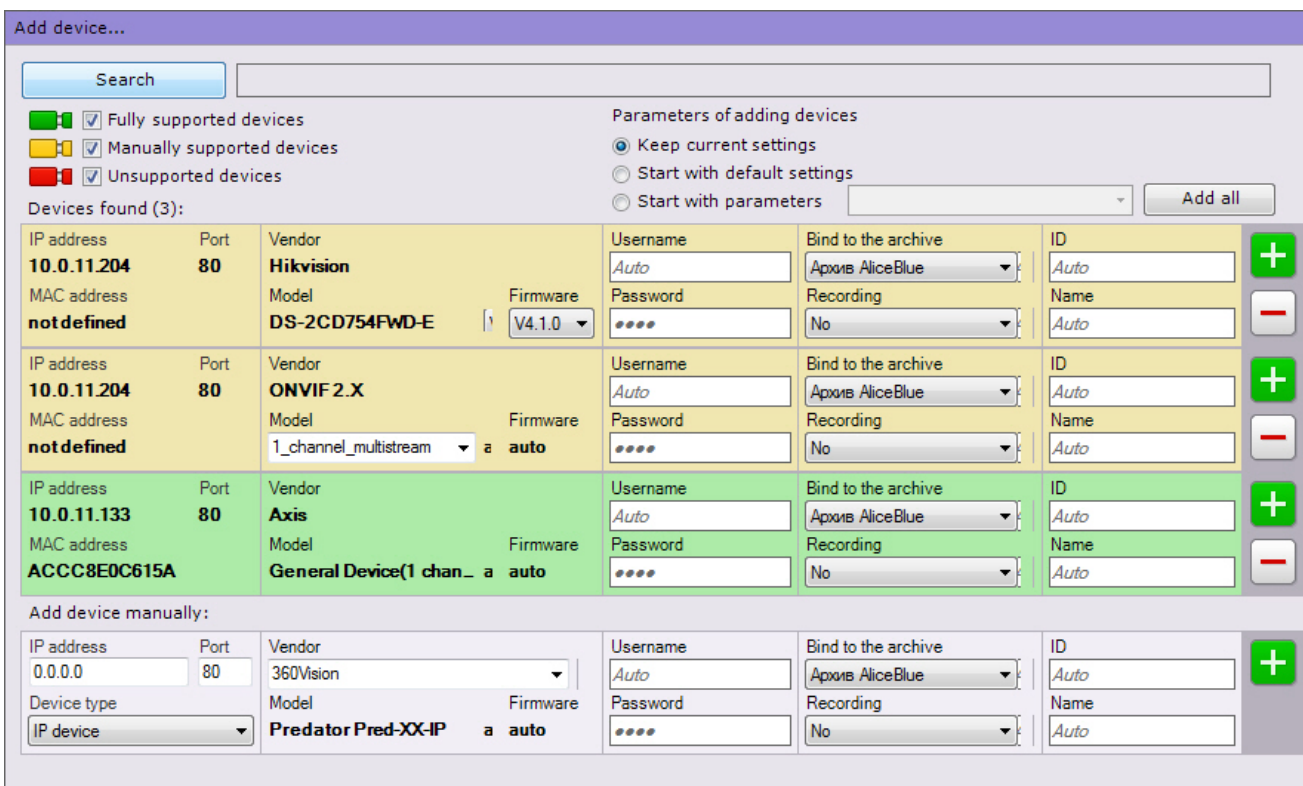 Add device...
Search
Fully supported devices
Manually supported devices
Unsupported devices
Devices found (3):
Parameters of adding devices
Keep current settings
Start with default settings
Start with parameters
Add all
IP address Port Vendor Username Bind to the archive ID
10.0.11.204 80 Hikvision Auto Архив AliceBlue Auto
MAC address Model Firmware Password Recording Name
not defined DS-2CD754FWD-E V4.1.0 •••• No Auto
IP address Port Vendor Username Bind to the archive ID
10.0.11.204 80 ONVIF 2.X Auto Архив AliceBlue Auto
MAC address Model Firmware Password Recording Name
not defined 1_channel_multistream a auto •••• No Auto
IP address Port Vendor Username Bind to the archive ID
10.0.11.133 80 Axis Auto Архив AliceBlue Auto
MAC address Model Firmware Password Recording Name
ACCC8E0C615A General Device(1 chan... a auto •••• No Auto
Add device manually:
IP address Port Vendor Username Bind to the archive ID
0.0.0.0 80 360Vision Auto Архив AliceBlue Auto
Device type Model Firmware Password Recording Name
IP device Predator Pred-XX-IP a auto •••• No Auto